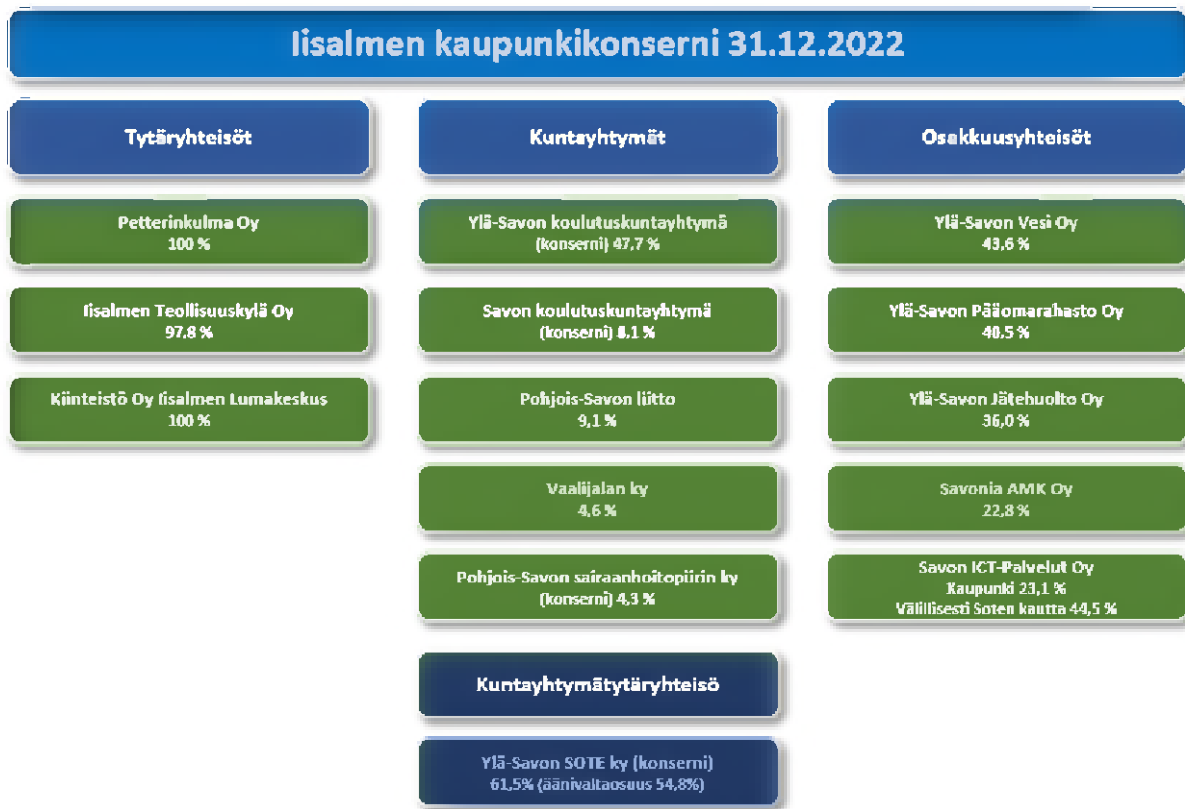 Iisalmen kaupunkikonserni 31.12.2022
Tytäryhteisöt
Petterinkulma Oy
100 %
Iisalmen Teollisuuskylä Oy
97,8 %
Kiinteistö Oy Iisalmen Lumakeskus
100 %
Kuntayhtymät
Ylä-Savon koulutuskuntayhtymä
(konserni) 47,7 %
Savon koulutuskuntayhtymä
(konserni) 8,1 %
Pohjois-Savon liitto
9,1 %
Vaalijalan ky
4,6 %
Pohjois-Savon sairaanhoitopiirin ky
(konserni) 4,3 %
Kuntayhtymätytäryhteisö
Ylä-Savon SOTE ky (konserni)
61,5% (äänivaltaosuus 54,8%)
Osakkuusyhteisöt
Ylä-Savon Vesi Oy
43,6 %
Ylä-Savon Pääomarahasto Oy
40,5 %
Ylä-Savon Jätehuolto Oy
36,0 %
Savonia AMK Oy
22,8 %
Savon ICT-Palvelut Oy
Kaupunki 23,1 %
Välillisesti Soten kautta 44,5 %